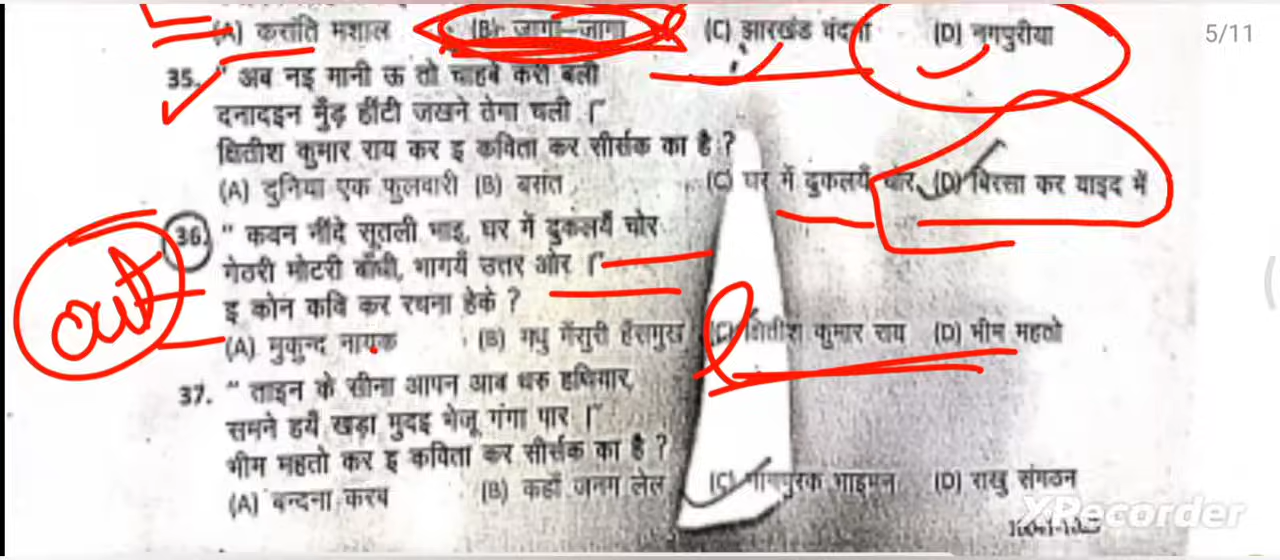 (A) करांति मशाल (B) जागा-जागा (C) झारखंड वंदना (D) नगपुरीया
5/11
35. " अब नइ मानी ऊ तो चाहबे करी बली
दनादइन मुँड़ हींटी जखने तेगा चली ।"
क्षितीश कुमार राय कर इ कविता कर सीर्सक का है ?
(A) दुनिया एक फुलवारी (B) बसंत (C) घर में दुकलयँ चोर (D) बिरसा कर याइद में
36. " कवन नींदे सूतली भाइ, घर में दुकलयँ चोर
गेठरी मोटरी बाँधी, भागयँ उत्तर ओर ।"
इ कोन कवि कर रचना हेके ?
(A) मुकुन्द नायक (B) मधु मंसुरी हँसमुख (C) क्षितीश कुमार राय (D) भीम महतो
out
37. " ताइन के सीना आपन आब धरु हथियार,
समने हयँ खड़ा मुदइ भेजू गंगा पार ।"
भीम महतो कर इ कविता कर सीर्सक का है ?
(A) बन्दना करब (B) कहाँ जनम लेल (C) नागपुरक भाइमन (D) राखु संगठन
XRecorder